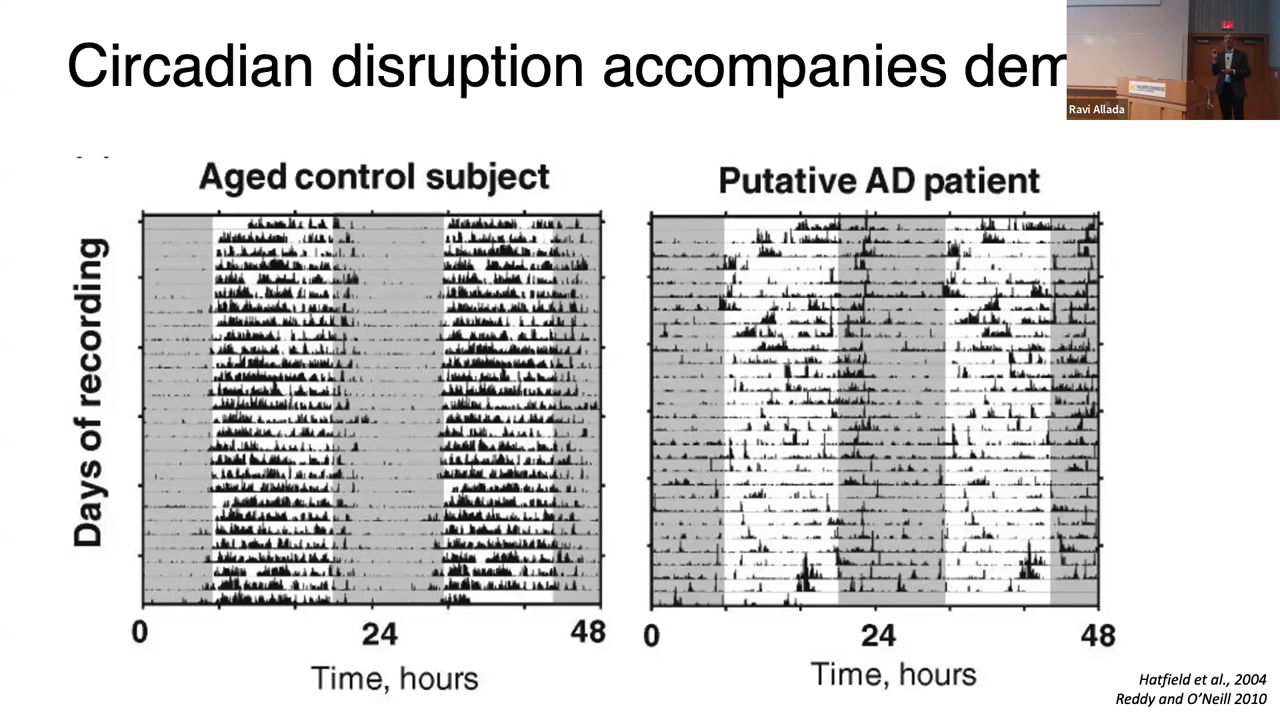 Circadian disruption accompanies dem
Ravi Allada
Aged control subject
Putative AD patient
Days of recording
0
24
48
0
24
48
Time, hours
Time, hours
Hatfield et al., 2004
Reddy and O'Neill 2010